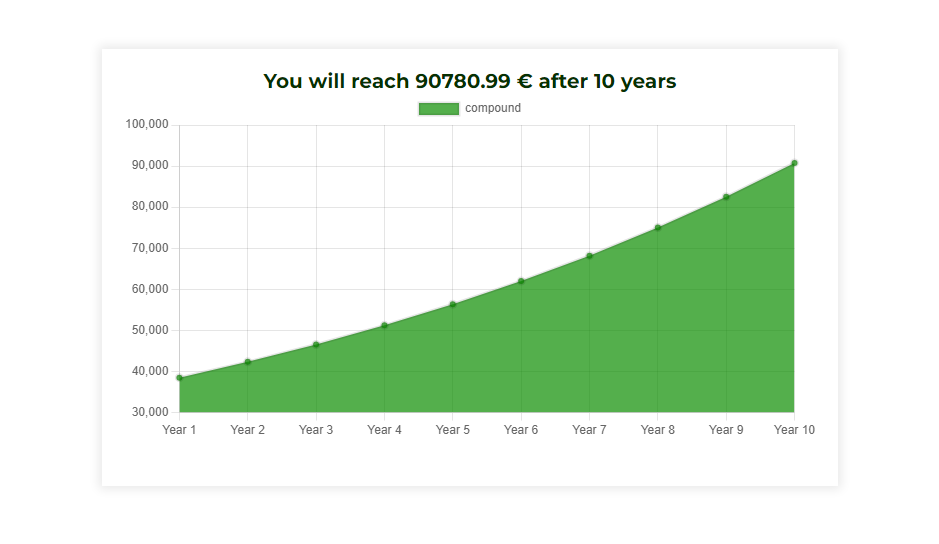 You will reach 90780.99 € after 10 years
compound
100,000
90,000
80,000
70,000
60,000
50,000
40,000
30,000
Year 1 Year 2 Year 3 Year 4 Year 5 Year 6 Year 7 Year 8 Year 9 Year 10